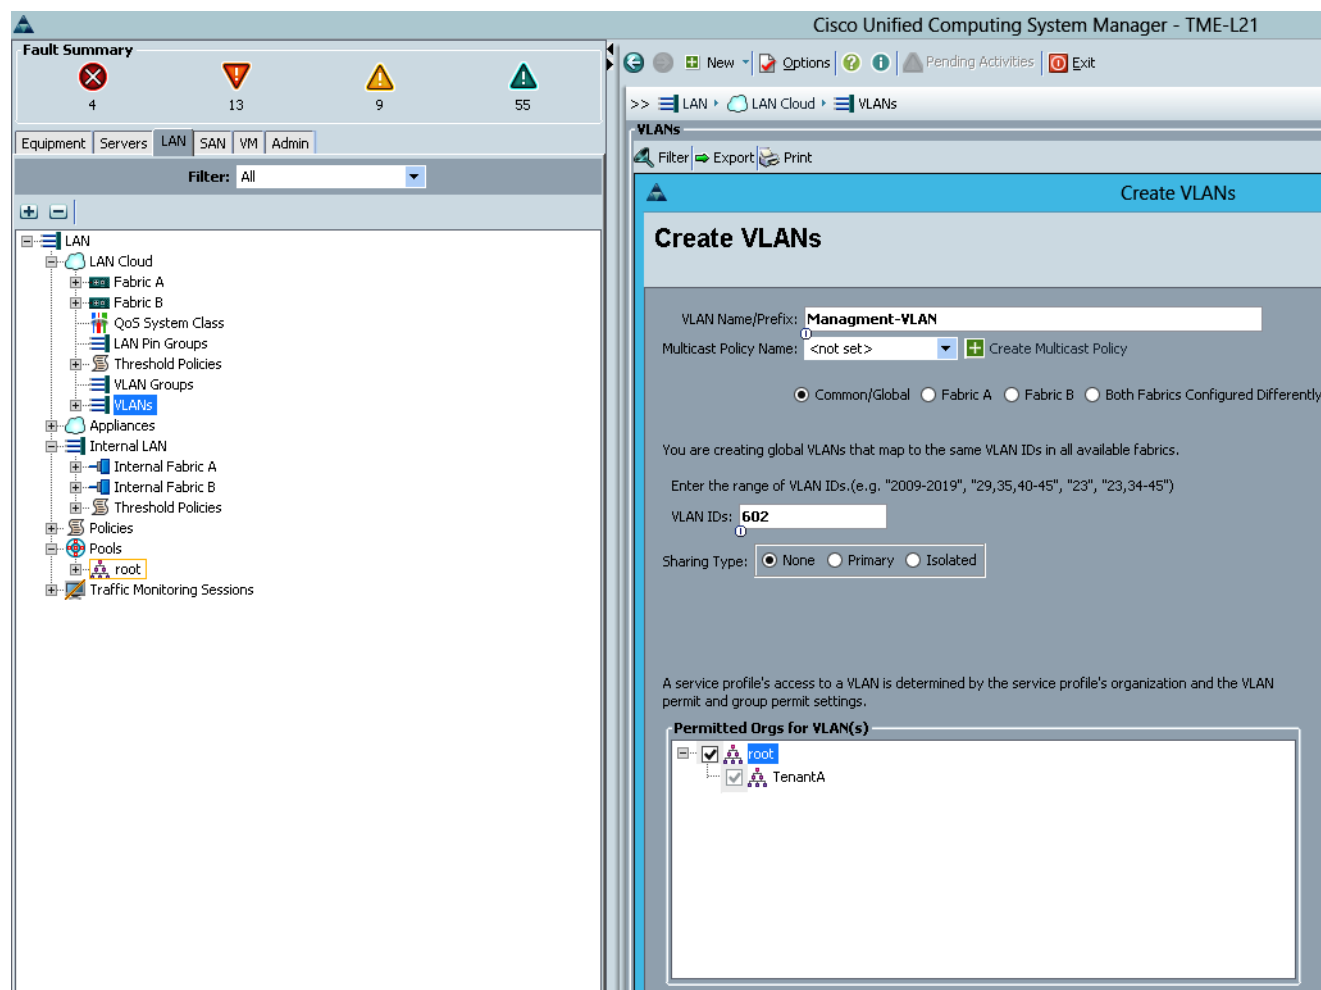 Cisco Unified Computing System Manager - TME-L21
Fault Summary
4 13 9 55
Equipment Servers LAN SAN VM Admin
Filter: All
LAN
LAN Cloud
Fabric A
Fabric B
QoS System Class
LAN Pin Groups
Threshold Policies
VLAN Groups
VLANs
Appliances
Internal LAN
Internal Fabric A
Internal Fabric B
Threshold Policies
Policies
Pools
root
Traffic Monitoring Sessions
New Options Pending Activities Exit
>> LAN LAN Cloud VLANs
VLANs
Filter Export Print
Create VLANs
Create VLANs
VLAN Name/Prefix: Managment-VLAN
Multicast Policy Name: <not set> Create Multicast Policy
Common/Global Fabric A Fabric B Both Fabrics Configured Differently
You are creating global VLANs that map to the same VLAN IDs in all available fabrics.
Enter the range of VLAN IDs.(e.g. "2009-2019", "29,35,40-45", "23", "23,34-45")
VLAN IDs: 602
Sharing Type: None Primary Isolated
A service profile's access to a VLAN is determined by the service profile's organization and the VLAN
permit and group permit settings.
Permitted Orgs for VLAN(s)
root
TenantA